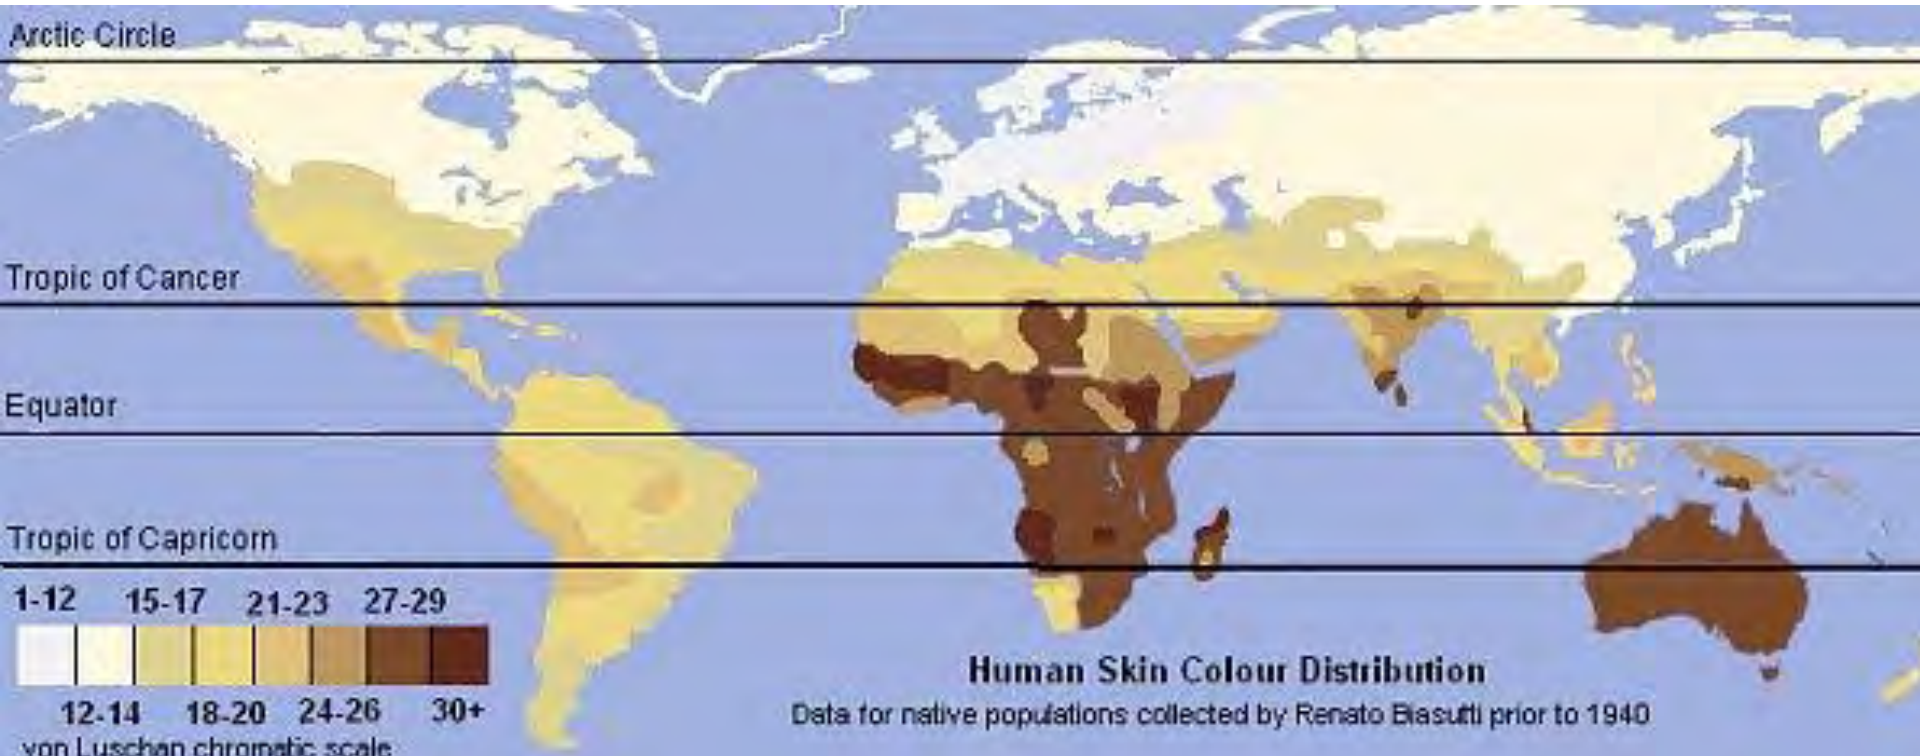 Arctic Circle
Tropic of Cancer
Equator
Tropic of Capricorn
1-12 15-17 21-23 27-29
12-14 18-20 24-26 30+
von Luschan chromatic scale
Human Skin Colour Distribution
Data for native populations collected by Renato Biasutti prior to 1940